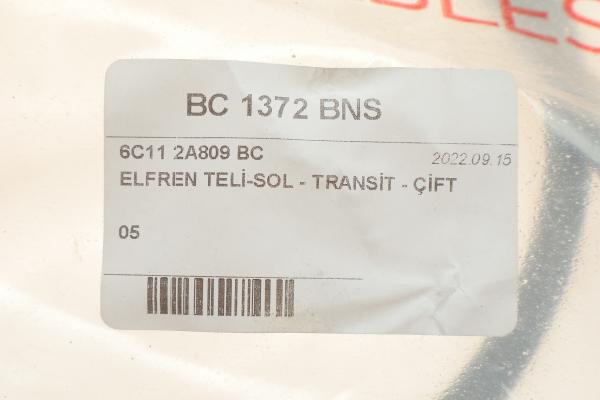 BC 1372 BNS
6C11 2A809 BC
2022.09.15
ELFREN TELİ-SOL - TRANSİT - ÇİFT
05